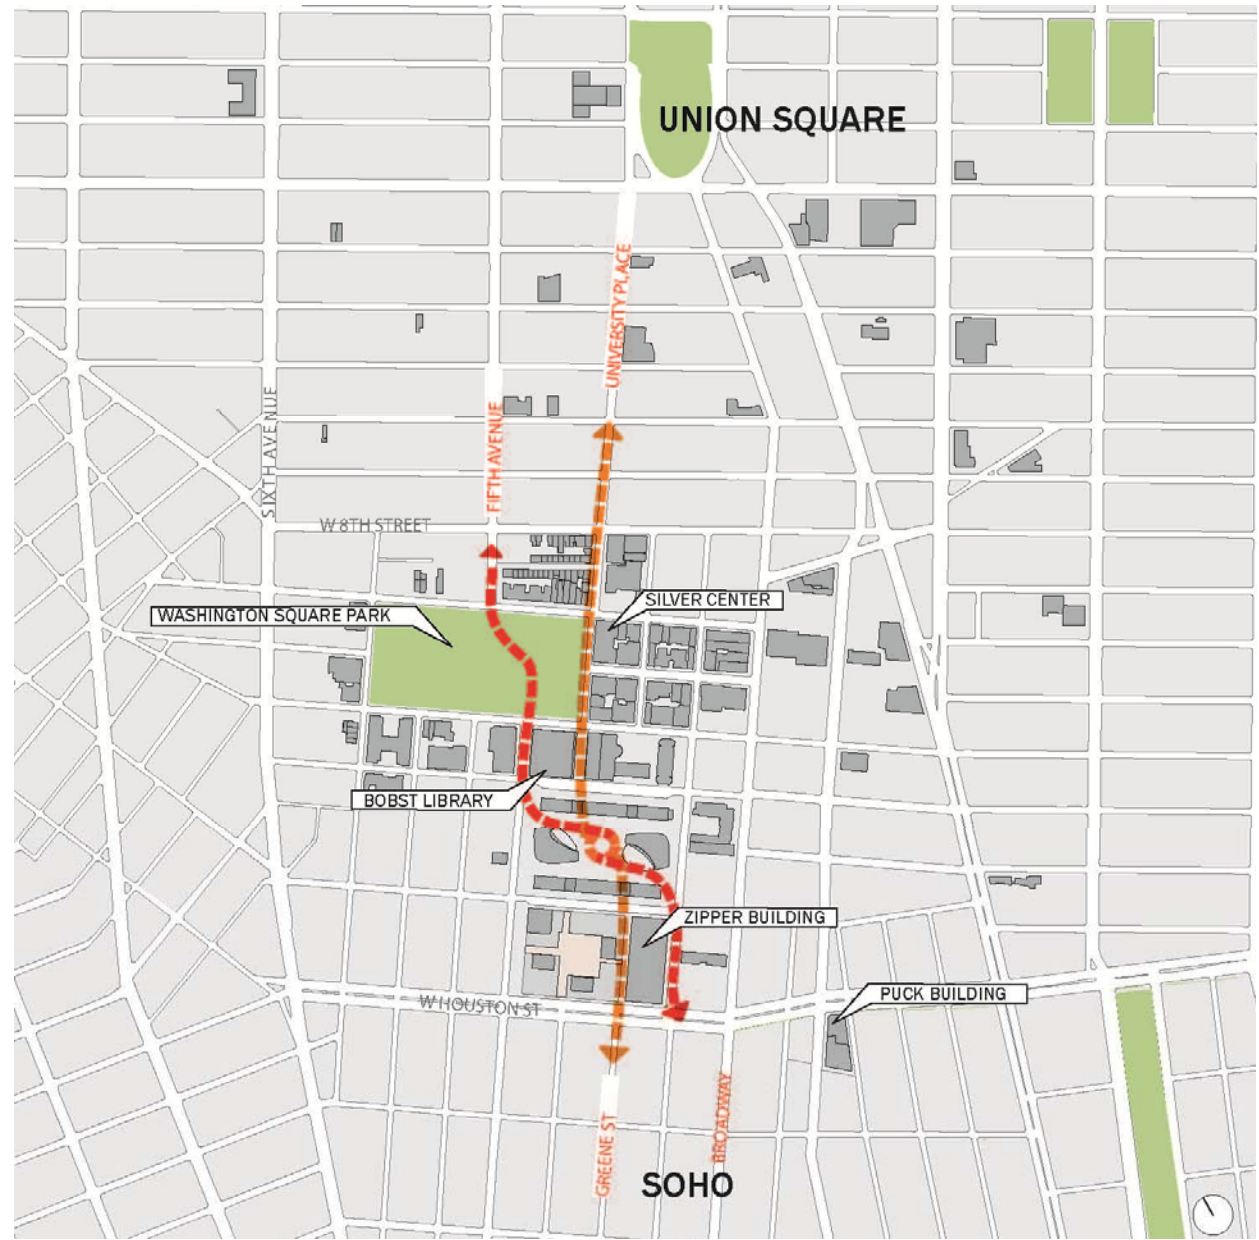 UNION SQUARE
UNIVERSITY PLACE
FIFTH AVENUE
SIXTH AVENUE
W 8TH STREET
SILVER CENTER
WASHINGTON SQUARE PARK
BOBST LIBRARY
ZIPPER BUILDING
PUCK BUILDING
W HOUSTON ST
BROADWAY
GREENE ST
SOHO